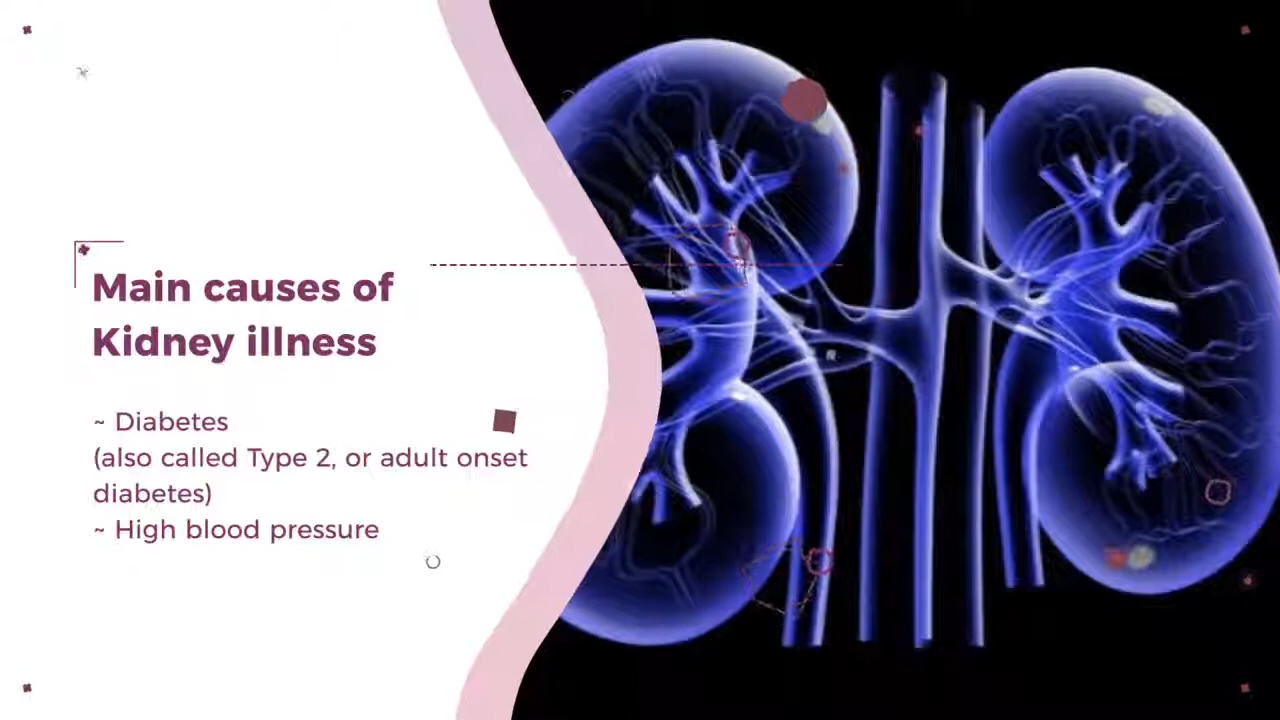 Main causes of
Kidney illness
~ Diabetes
(also called Type 2, or adult onset
diabetes)
~ High blood pressure